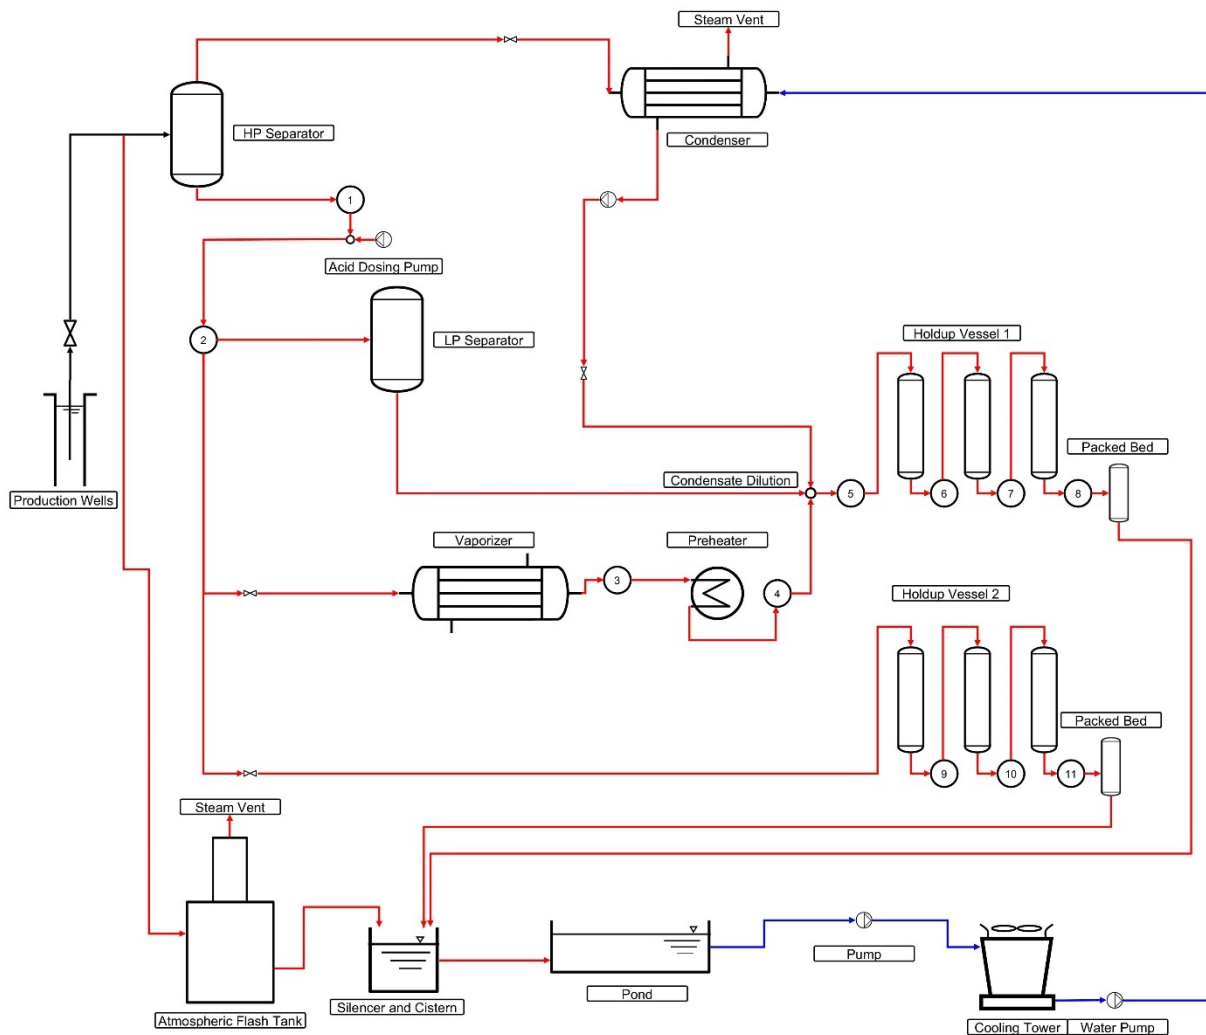 Steam Vent
HP Separator
Condenser
1
Acid Dosing Pump
2
LP Separator
Holdup Vessel 1
Production Wells
Condensate Dilution
Packed Bed
5
6
7
8
Vaporizer
Preheater
3
4
Holdup Vessel 2
Packed Bed
9
10
11
Steam Vent
Atmospheric Flash Tank
Silencer and Cistern
Pond
Pump
Cooling Tower
Water Pump